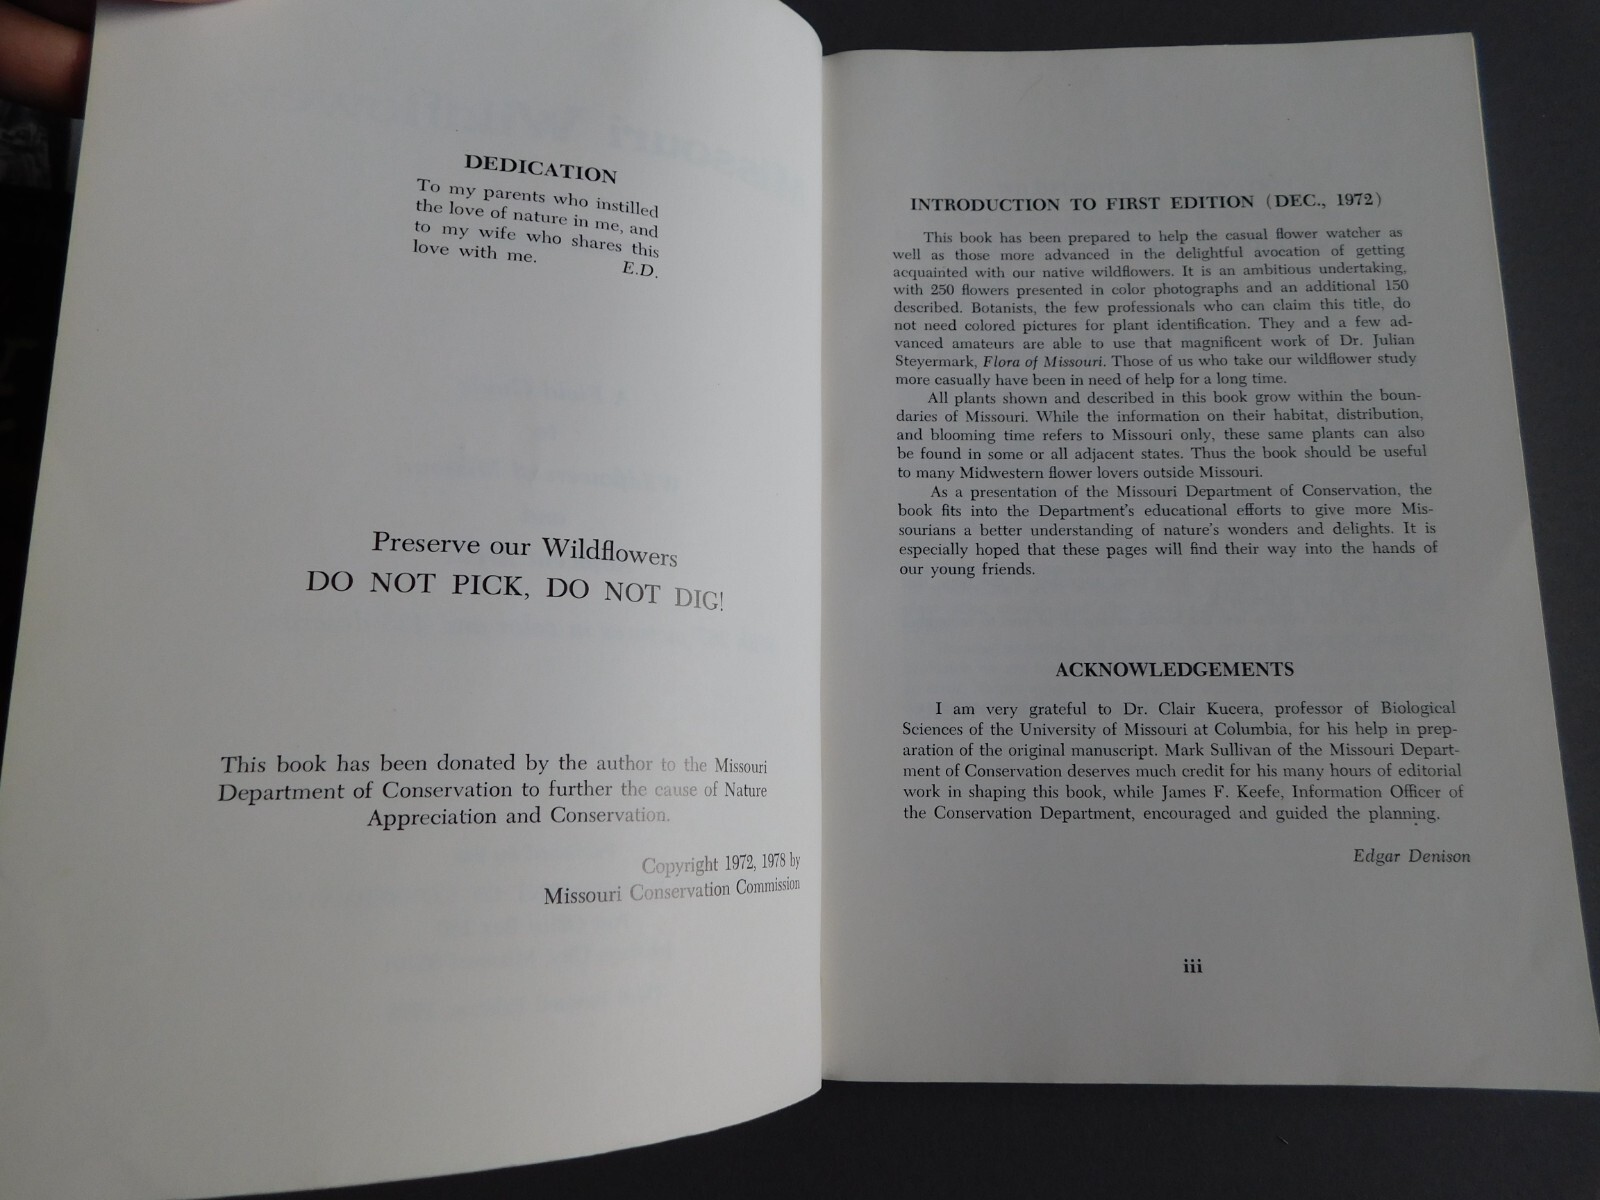 DEDICATION
To my parents who instilled
the love of nature in me, and
to my wife who shares this
love with me.
E.D.
Preserve our Wildflowers
DO NOT PICK, DO NOT DIG!
This book has been donated by the author to the Missouri
Department of Conservation to further the cause of Nature
Appreciation and Conservation.
Copyright 1972, 1978 by
Missouri Conservation Commission
INTRODUCTION TO FIRST EDITION (DEC., 1972)
This book has been prepared to help the casual flower watcher as
well as those more advanced in the delightful avocation of getting
acquainted with our native wildflowers. It is an ambitious undertaking,
with 250 flowers presented in color photographs and an additional 150
described. Botanists, the few professionals who can claim this title, do
not need colored pictures for plant identification. They and a few ad-
vanced amateurs are able to use that magnificent work of Dr. Julian
Steyermark, Flora of Missouri. Those of us who take our wildflower study
more casually have been in need of help for a long time.
All plants shown and described in this book grow within the boun-
daries of Missouri. While the information on their habitat, distribution,
and blooming time refers to Missouri only, these same plants can also
be found in some or all adjacent states. Thus the book should be useful
to many Midwestern flower lovers outside Missouri.
As a presentation of the Missouri Department of Conservation, the
book fits into the Department's educational efforts to give more Mis-
sourians a better understanding of nature's wonders and delights. It is
especially hoped that these pages will find their way into the hands of
our young friends.
ACKNOWLEDGEMENTS
I am very grateful to Dr. Clair Kucera, professor of Biological
Sciences of the University of Missouri at Columbia, for his help in prep-
aration of the original manuscript. Mark Sullivan of the Missouri Depart-
ment of Conservation deserves much credit for his many hours of editorial
work in shaping this book, while James F. Keefe, Information Officer of
the Conservation Department, encouraged and guided the planning.
Edgar Denison
iii